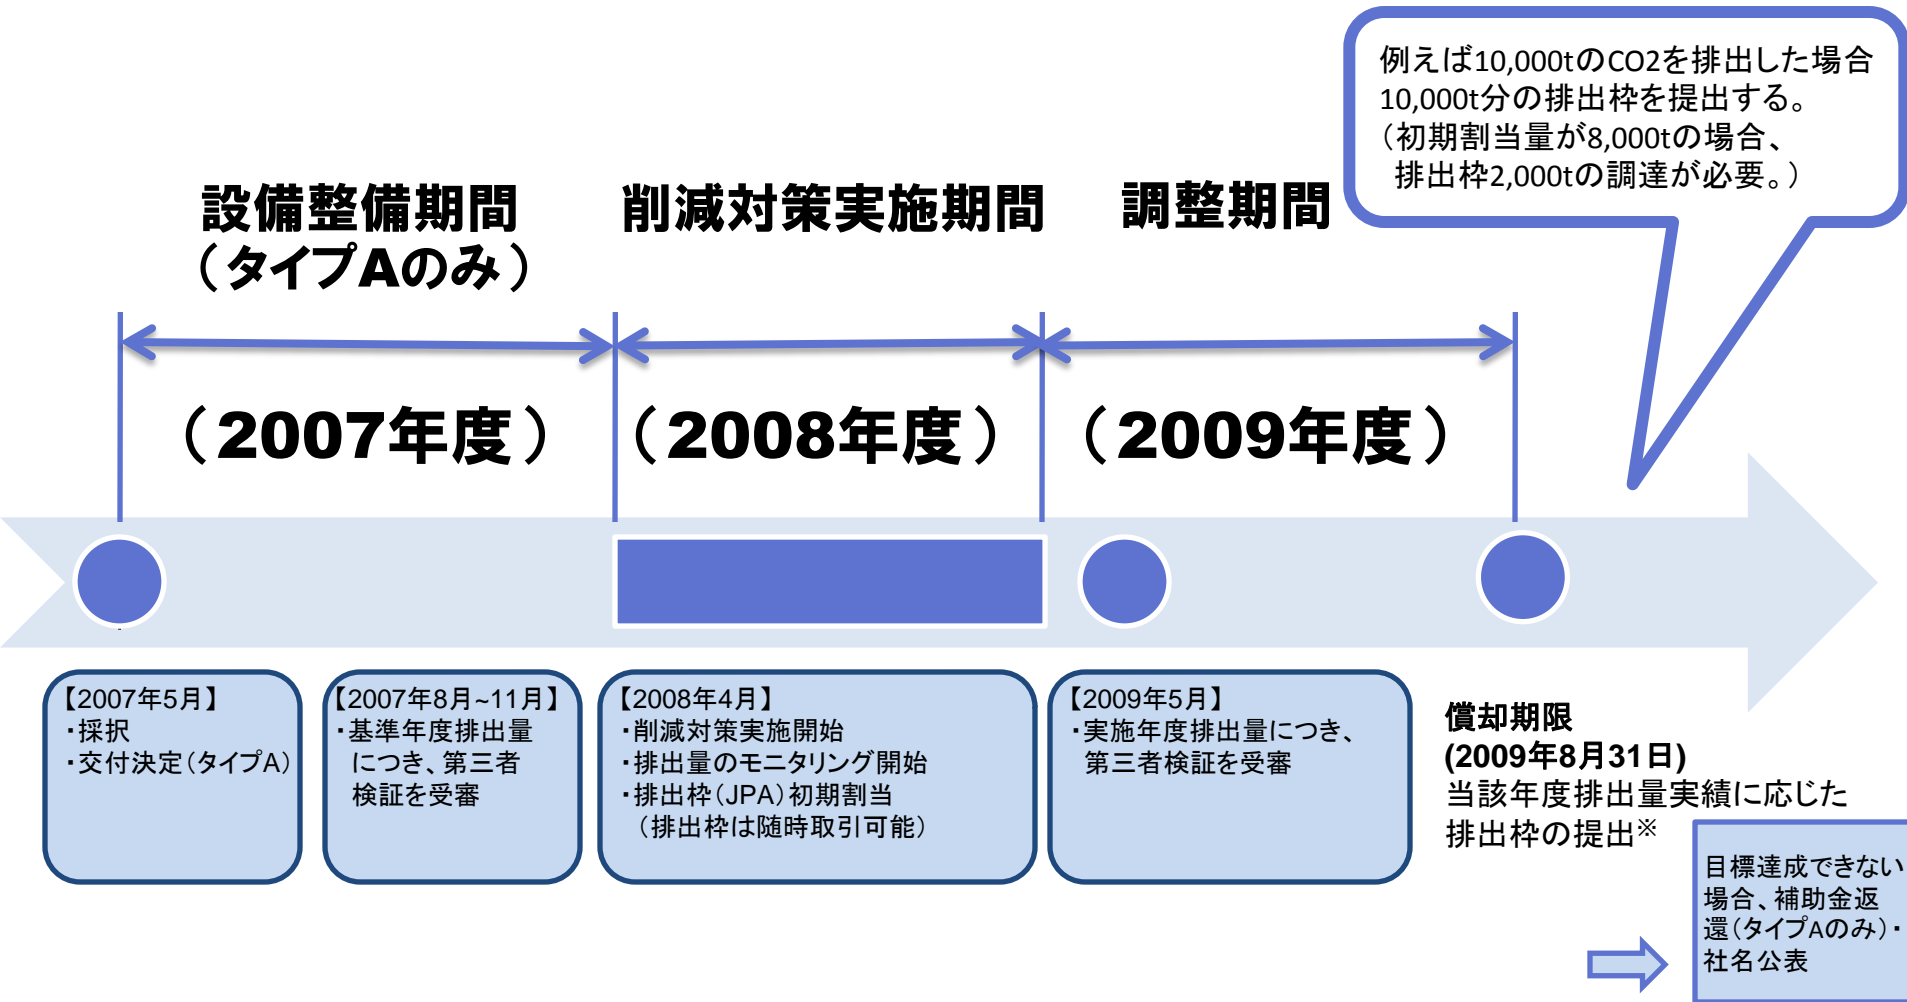 例えば10,000tのCO2を排出した場合
10,000t分の排出枠を提出する。
（初期割当量が8,000tの場合、
排出枠2,000tの調達が必要。）
設備整備期間
（タイプAのみ）
削減対策実施期間
調整期間
（2007年度）
（2008年度）
（2009年度）
【2007年5月】
・採択
・交付決定（タイプA）
【2007年8月~11月】
・基準年度排出量
につき、第三者
検証を受審
【2008年4月】
・削減対策実施開始
・排出量のモニタリング開始
・排出枠（JPA）初期割当
（排出枠は随時取引可能）
【2009年5月】
・実施年度排出量につき、
第三者検証を受審
償却期限
(2009年8月31日)
当該年度排出量実績に応じた
排出枠の提出※
目標達成できない
場合、補助金返
還（タイプAのみ）・
社名公表